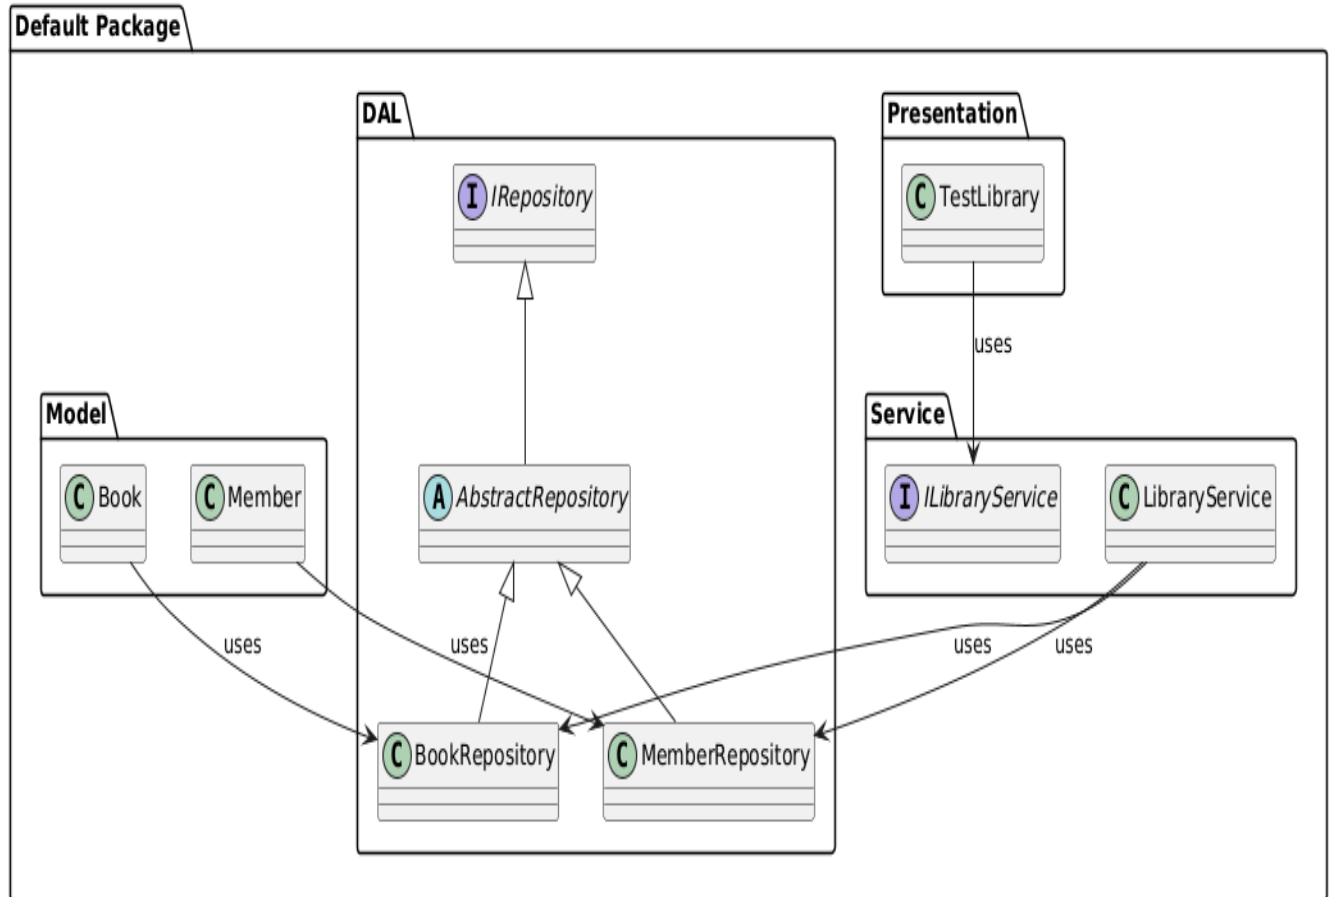 Default Package
DAL
Presentation
I IRepository
C TestLibrary
uses
Model
Service
C Book
C Member
A AbstractRepository
I ILibraryService
C LibraryService
uses
uses
uses
uses
C BookRepository
C MemberRepository